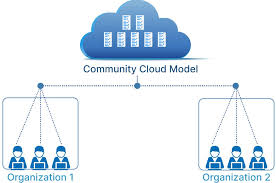 Community Cloud Model
Organization 1
Organization 2